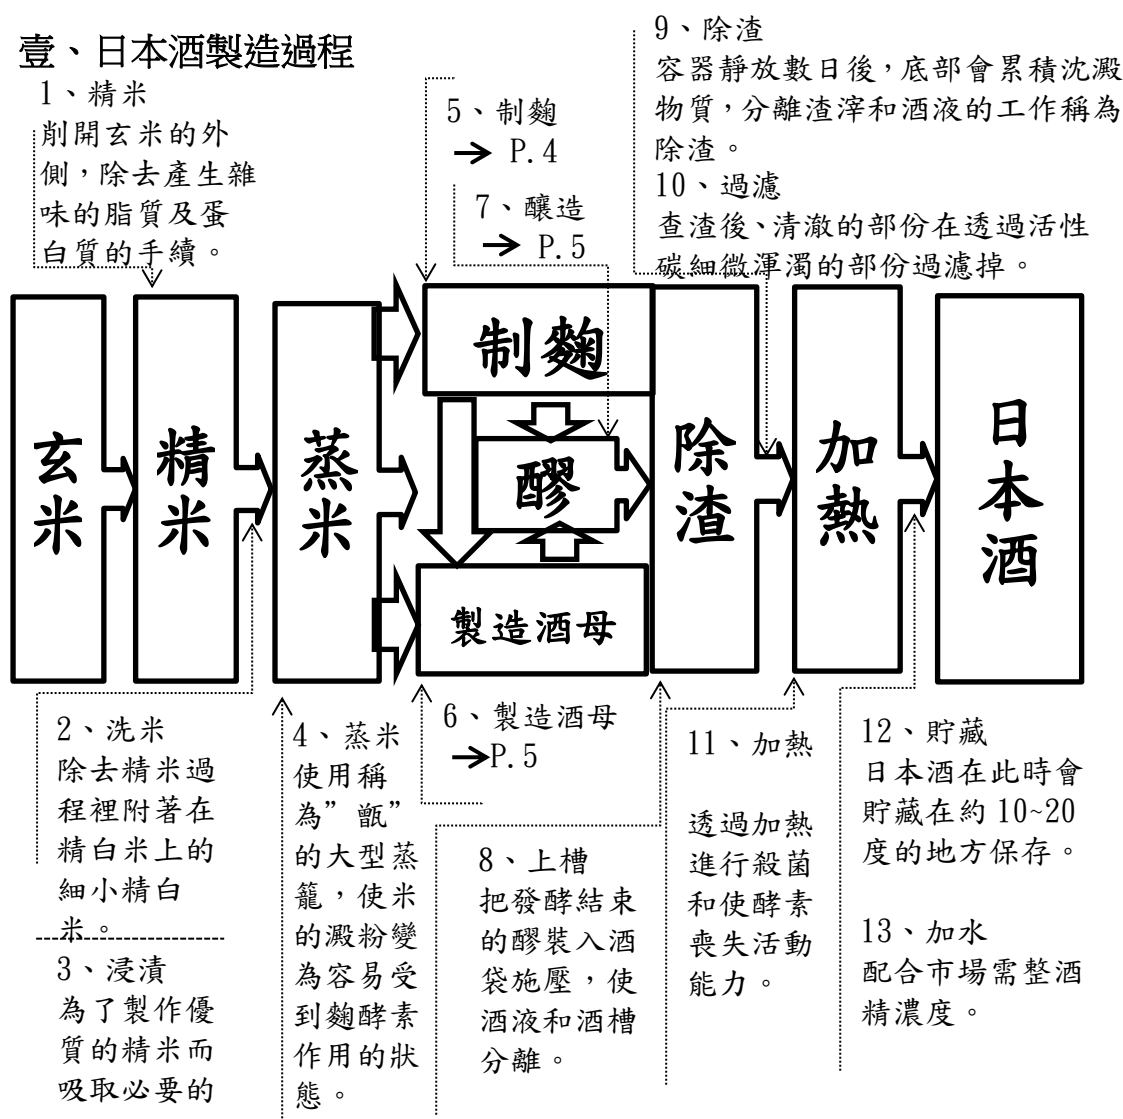 壹、日本酒製造過程
1、精米
削開玄米的外
側，除去產生雜
味的脂質及蛋
白質的手續。
5、制麴
→ P.4
7、釀造
→ P.5
9、除渣
容器靜放數日後，底部會累積沈澱
物質，分離渣滓和酒液的工作稱為
除渣。
10、過濾
查渣後、清澈的部份在透過活性
碳細微渾濁的部份過濾掉。
玄米
精米
蒸米
制麴
醪
製造酒母
除渣
加熱
日本酒
2、洗米
除去精米過
程裡附著在
精白米上的
細小精白
米。
3、浸漬
為了製作優
質的精米而
吸取必要的
4、蒸米
使用稱
為”甑”
的大型蒸
籠，使米
的澱粉變
為容易受
到麴酵素
作用的狀
態。
6、製造酒母
→P.5
8、上槽
把發酵結束
的醪裝入酒
袋施壓，使
酒液和酒槽
分離。
11、加熱
透過加熱
進行殺菌
和使酵素
喪失活動
能力。
12、貯藏
日本酒在此時會
貯藏在約10~20
度的地方保存。
13、加水
配合市場需整酒
精濃度。